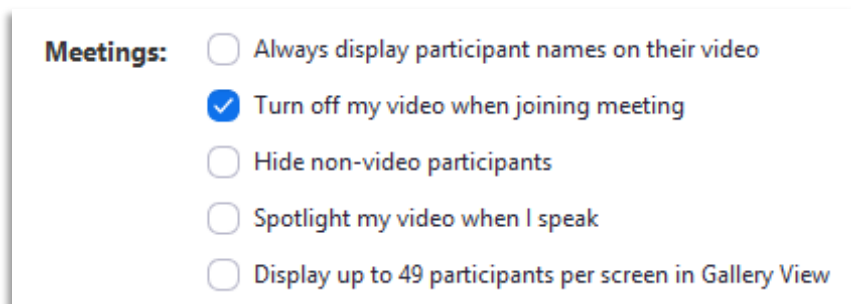 Meetings: Always display participant names on their video
Turn off my video when joining meeting
Hide non-video participants
Spotlight my video when I speak
Display up to 49 participants per screen in Gallery View